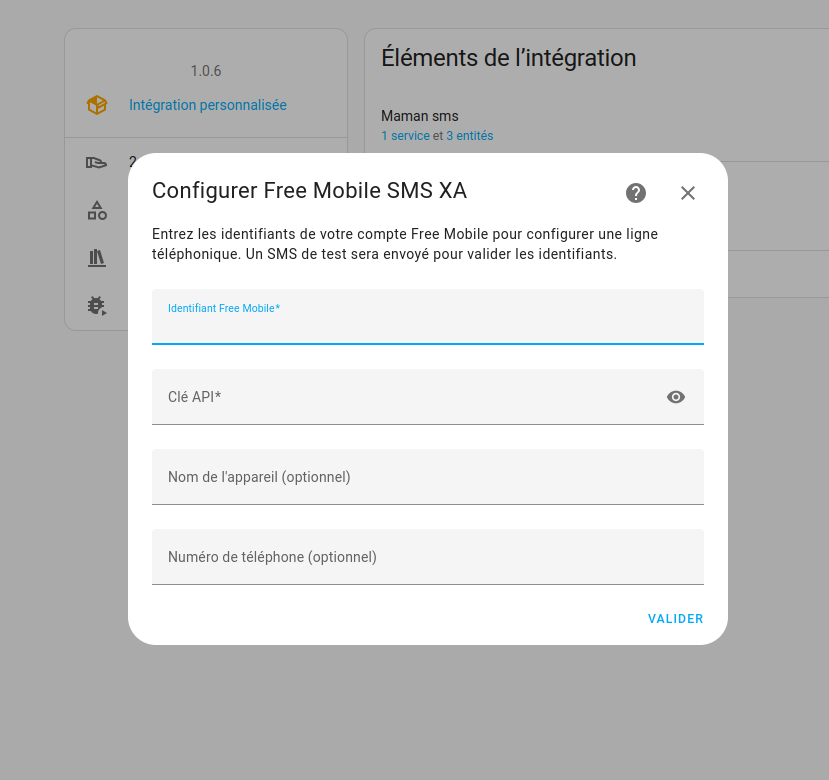 1.0.6
Intégration personnalisée
2
Éléments de l’intégration
Maman sms
1 service et 3 entités
Configurer Free Mobile SMS XA
Entrez les identifiants de votre compte Free Mobile pour configurer une ligne
téléphonique. Un SMS de test sera envoyé pour valider les identifiants.
Identifiant Free Mobile*
Clé API*
Nom de l'appareil (optionnel)
Numéro de téléphone (optionnel)
VALIDER